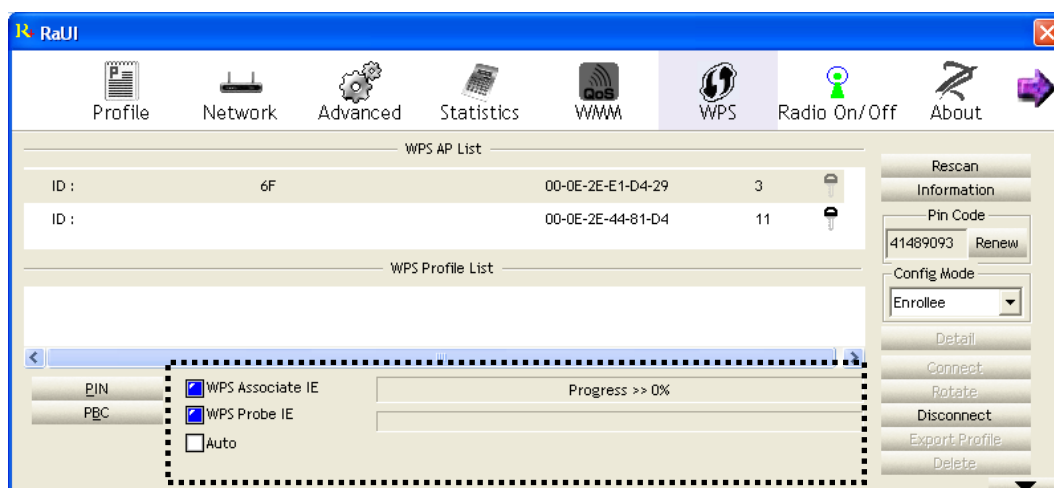 RaUI
Profile Network Advanced Statistics QoS WMM WPS Radio On/Off About
WPS AP List
ID : 6F 00-0E-2E-E1-D4-29 3
ID : 00-0E-2E-44-81-D4 11
Rescan
Information
Pin Code
41489093 Renew
WPS Profile List
Config Mode
Enrollee
Detail
Connect
Rotate
Disconnect
Export Profile
Delete
PIN
PBC
WPS Associate IE
WPS Probe IE
Auto
Progress >> 0%